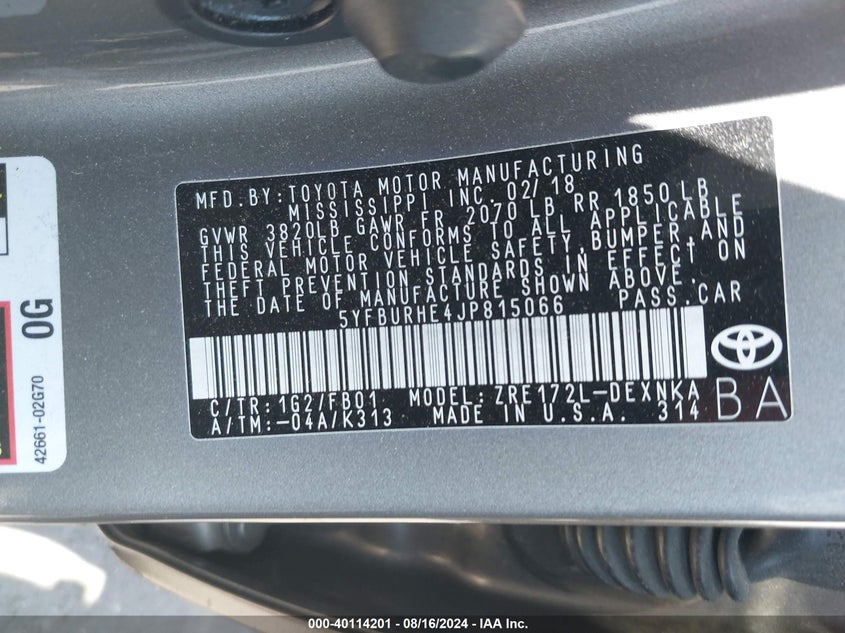 MFD. BY: TOYOTA MOTOR MANUFACTURING
MISSISSIPPI INC. 02/18
GVWR 3820LB GAWR FR 2070 LB RR 1850 LB
THIS VEHICLE CONFORMS TO ALL APPLICABLE
FEDERAL MOTOR VEHICLE SAFETY, BUMPER AND
THEFT PREVENTION STANDARDS IN EFFECT ON
THE DATE OF MANUFACTURE SHOWN ABOVE.
5YFBURHE4JP815066 PASS.CAR
C/TR: 1G2/FB01 MODEL: ZRE172L-DEXNKA
A/TM: -04A/K313 MADE IN U.S.A. 314
BA
0G
42661-02G70
000-40114201 - 08/16/2024 - IAA Inc.